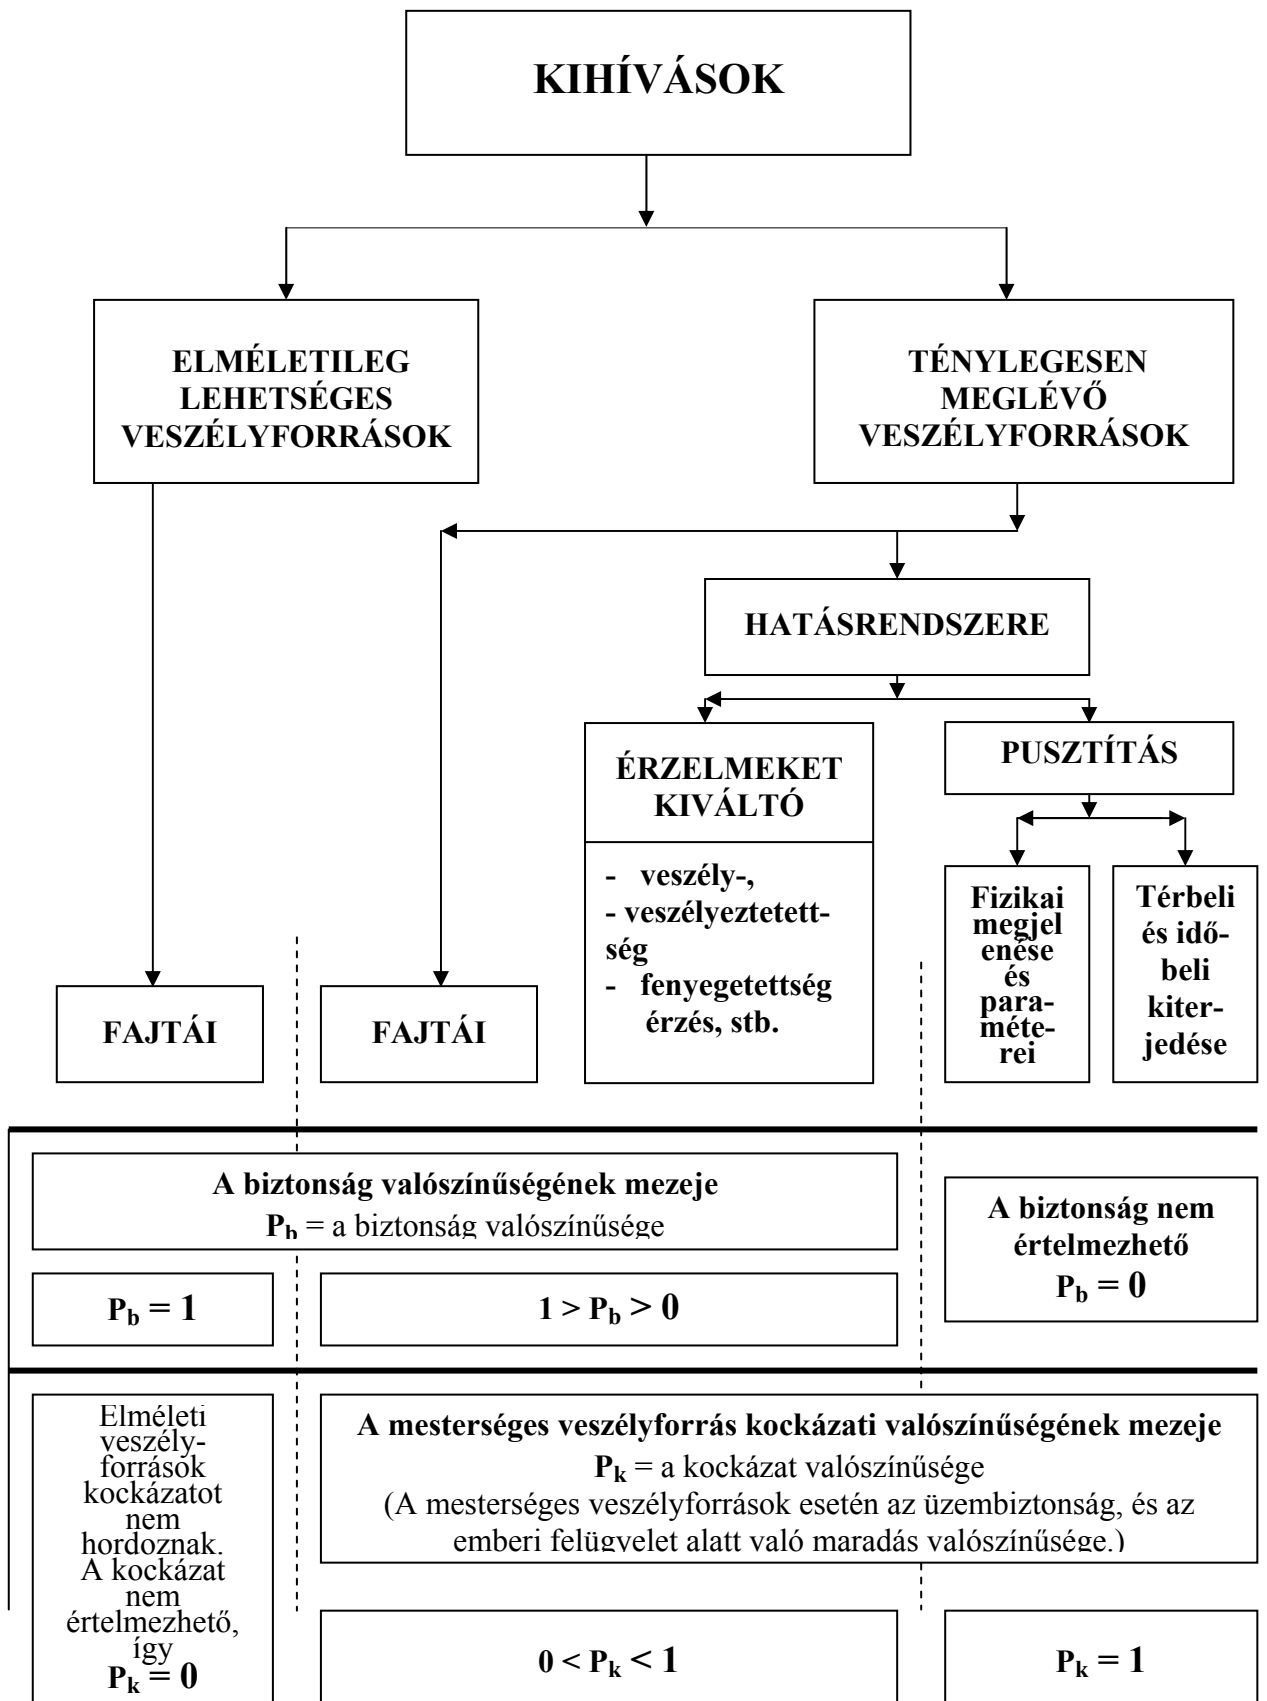 KIHÍVÁSOK
ELMÉLETILEG
LEHETSÉGES
VESZÉLYFORRÁSOK
TÉNYLEGESEN
MEGLÉVŐ
VESZÉLYFORRÁSOK
HATÁSRENDSZERE
ÉRZELMEKET
KIVÁLTÓ
- veszély-,
- veszélyeztetett-
ség
- fenyegetettség
érzés, stb.
PUSZTÍTÁS
Fizikai
megjel
enése
és
para-
méte-
rei
Térbeli
és idő-
beli
kiter-
jedése
FAJTÁI
FAJTÁI
A biztonság valószínűségének mezeje
Pb = a biztonság valószínűsége
A biztonság nem
értelmezhető
Pb = 0
Pb = 1
1 > Pb > 0
Elméleti
veszély-
források
kockázatot
nem
hordoznak.
A kockázat
nem
értelmezhető,
így
Pk = 0
A mesterséges veszélyforrás kockázati valószínűségének mezeje
Pk = a kockázat valószínűsége
(A mesterséges veszélyforrások esetén az üzembiztonság, és az
emberi felügyelet alatt való maradás valószínűsége.)
0 < Pk < 1
Pk = 1